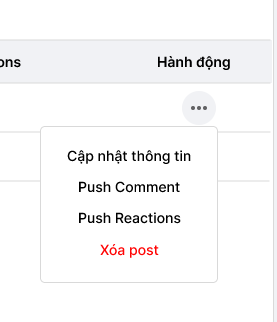 ons
Hành động
Cập nhật thông tin
Push Comment
Push Reactions
Xóa post